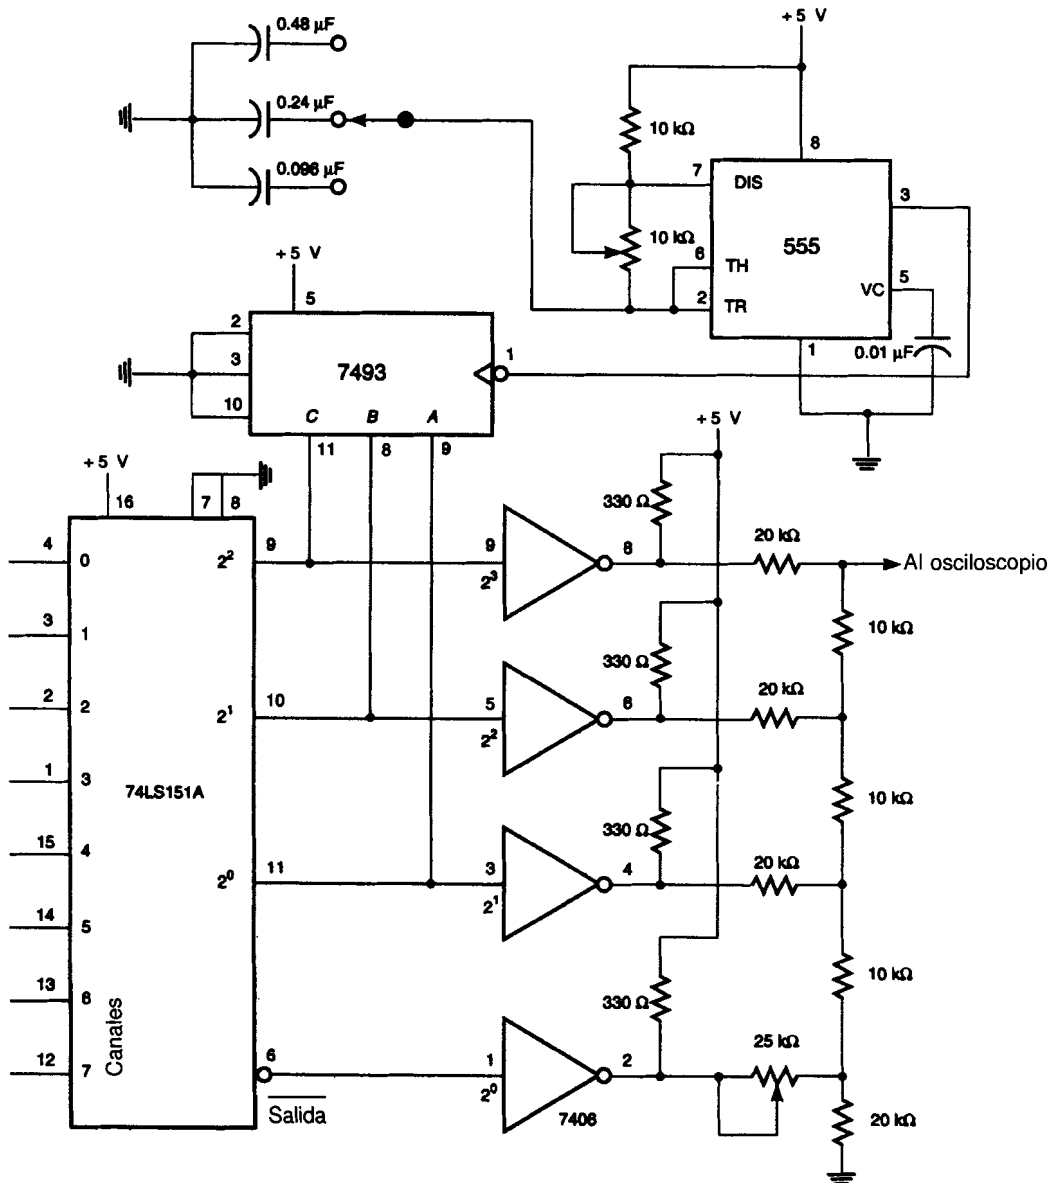 0.48 µF
0.24 µF
0.096 µF
+5 V
10 kΩ
10 kΩ
7
DIS
8
3
555
6
TH
2
TR
VC
5
1
0.01 µF
+5 V
5
2
3
10
7493
1
C
B
A
11
8
9
+5 V
16
7
8
4
0
3
1
2
2
1
3
15
4
14
5
13
6
12
7
Canales
74LS151A
2²
9
2¹
10
2⁰
11
6
Salida
+5 V
330 Ω
9
2³
8
20 kΩ
Al osciloscopio
10 kΩ
330 Ω
5
2²
6
20 kΩ
10 kΩ
330 Ω
3
2¹
4
20 kΩ
10 kΩ
330 Ω
1
2⁰
2
7406
25 kΩ
20 kΩ